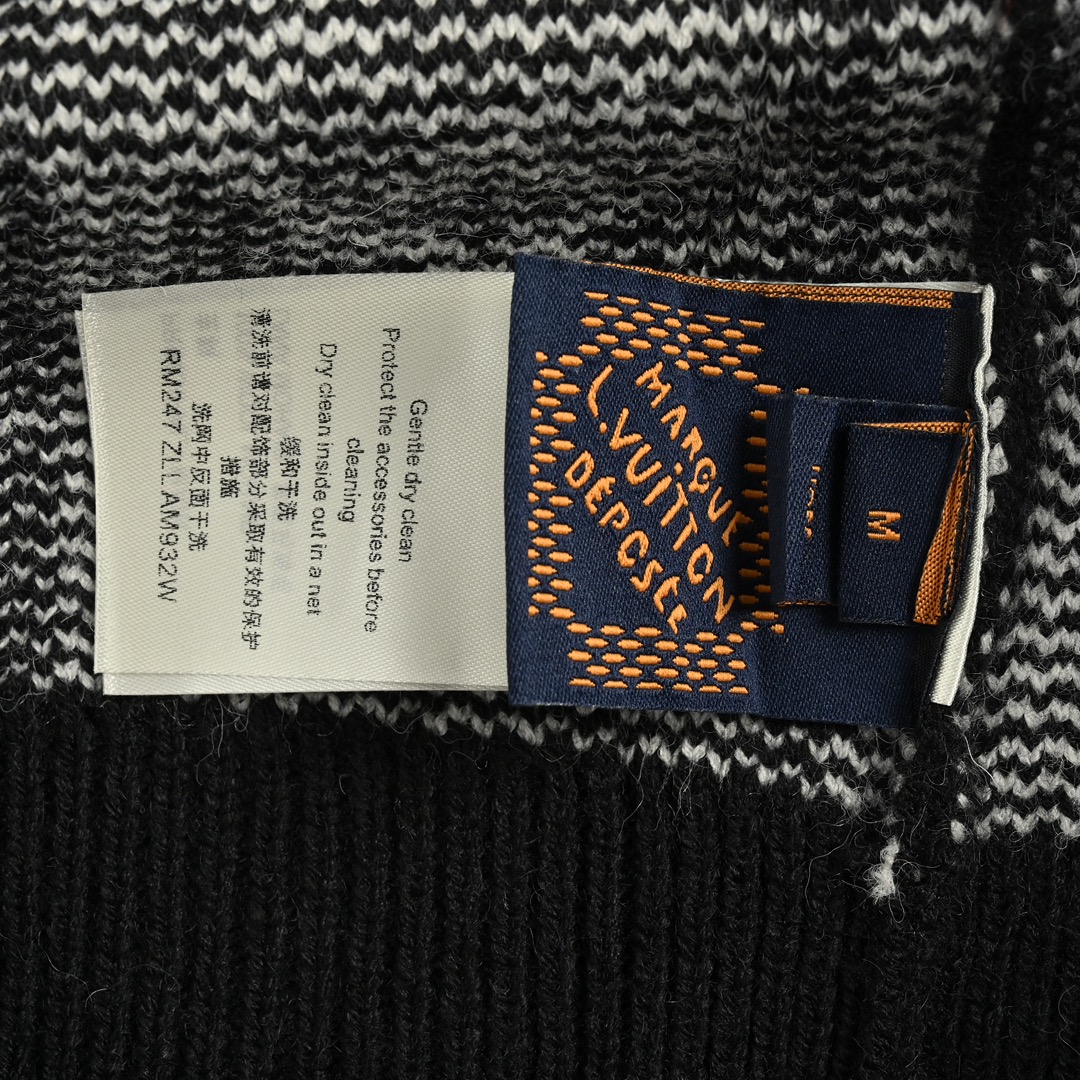 Gentle dry clean
Protect the accessories before
cleaning
Dry clean inside out in a net
缓和干洗
清洗前请对配饰部分采取有效的保护
措施
洗网中反面干洗
RM247 ZLL AM932W
MARQUE
L.VUITTON
DÉPOSÉE
M